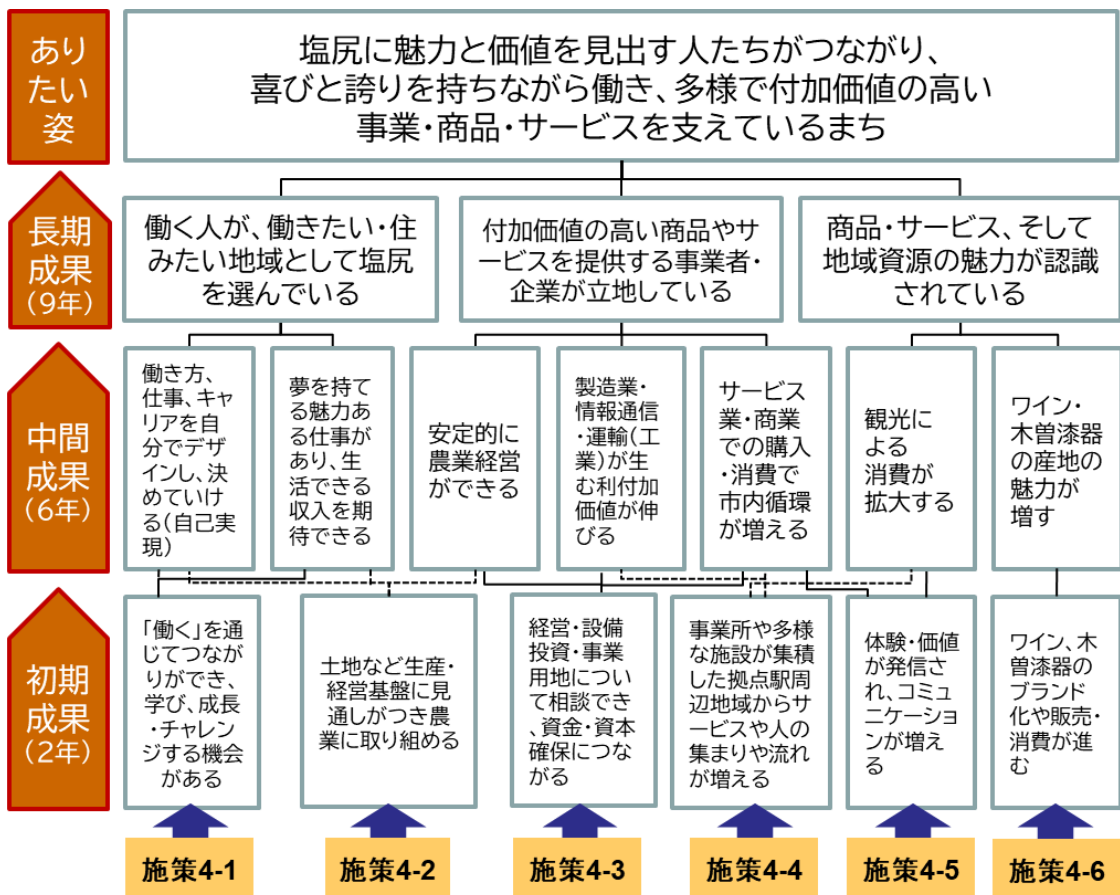 ありたい姿
塩尻に魅力と価値を見出す人たちがつながり、
喜びと誇りを持ちながら働き、多様で付加価値の高い
事業・商品・サービスを支えているまち
長期
成果
(9年)
働く人が、働きたい・住
みたい地域として塩尻
を選んでいる
付加価値の高い商品やサ
ービスを提供する事業者・
企業が立地している
商品・サービス、そして
地域資源の魅力が認識
されている
中間
成果
(6年)
働き方、
仕事、キャ
リアを自
分でデザ
インし、決
めていけ
る(自己実
現)
夢を持て
る魅力あ
る仕事が
あり、生
活できる
収入を期
待できる
安定的に
農業経営
ができる
製造業・
情報通信
・運輸(工
業)が生
む利付加
価値が伸
びる
サービス
業・商業
での購入
・消費で
市内循環
が増える
観光に
よる
消費が
拡大する
ワイン・
木曽漆器
の産地の
魅力が
増す
初期
成果
(2年)
「働く」を通
じてつなが
りができ、
学び、成長
・チャレン
ジする機会
がある
土地など生産・
経営基盤に見
通しがつき農
業に取り組める
経営・設備
投資・事業
用地につい
て相談でき
、資金・資本
確保につな
がる
事業所や多様
な施設が集積
した拠点駅周
辺地域からサ
ービスや人の
集まりや流れ
が増える
体験・価値
が発信さ
れ、コミュ
ニケーショ
ンが増え
る
ワイン、木
曽漆器の
ブランド
化や販売・
消費が進
む
施策4-1
施策4-2
施策4-3
施策4-4
施策4-5
施策4-6